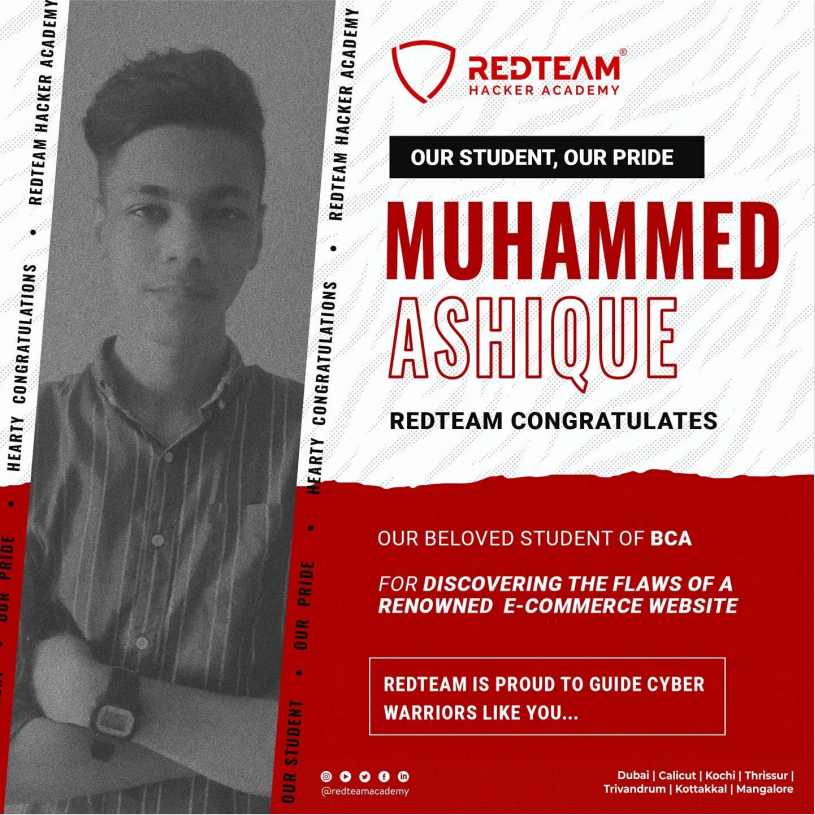 REDTEAM®
HACKER ACADEMY
OUR STUDENT, OUR PRIDE
MUHAMMED
ASHIQUE
REDTEAM CONGRATULATES
OUR BELOVED STUDENT OF BCA
FOR DISCOVERING THE FLAWS OF A
RENOWNED E-COMMERCE WEBSITE
REDTEAM IS PROUD TO GUIDE CYBER
WARRIORS LIKE YOU...
@redteamacademy
Dubai | Calicut | Kochi | Thrissur |
Trivandrum | Kottakkal | Mangalore
OUR PRIDE • HEARTY CONGRATULATIONS • REDTEAM HACKER ACADEMY
OUR STUDENT • OUR PRIDE • HEARTY CONGRATULATIONS • REDTEAM HACKER ACADEMY